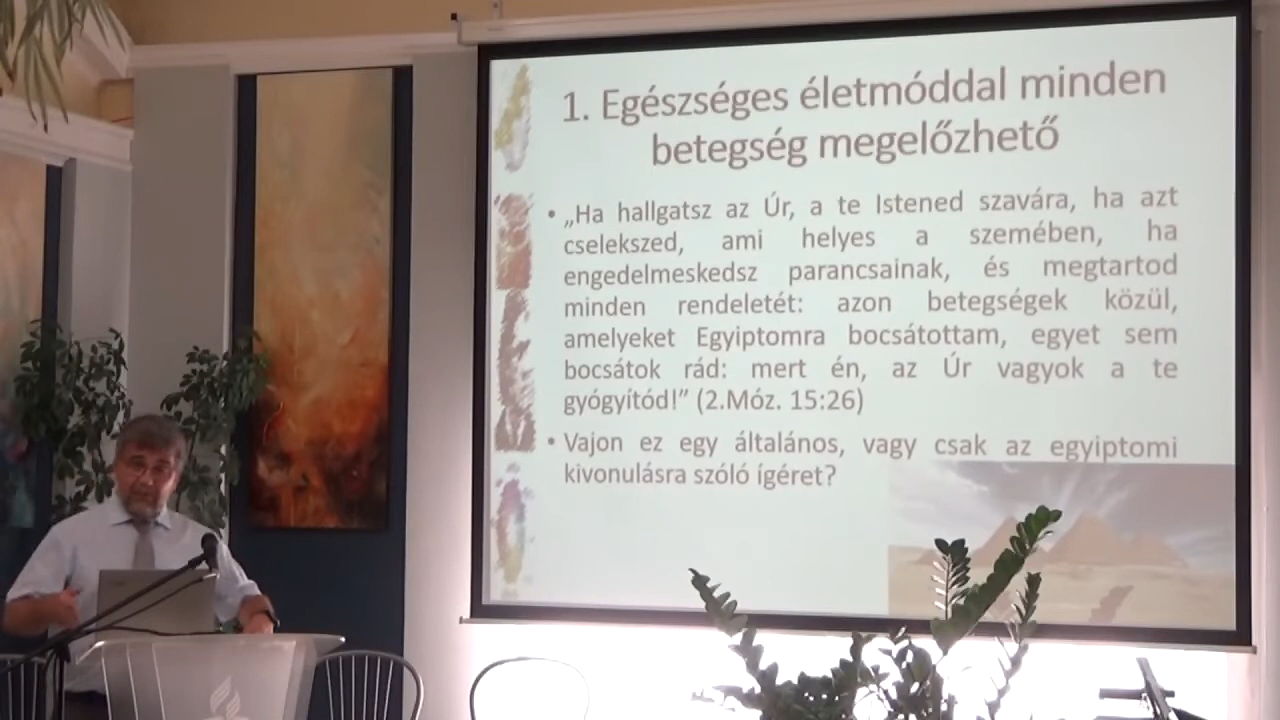 1. Egészséges életmóddal minden
betegség megelőzhető
• „Ha hallgatsz az Úr, a te Istened szavára, ha azt
cselekszed, ami helyes a szemében, ha
engedelmeskedsz parancsainak, és megtartod
minden rendeletét: azon betegségek közül,
amelyeket Egyiptomra bocsátottam, egyet sem
bocsátok rád: mert én, az Úr vagyok a te
gyógyítód!” (2.Móz. 15:26)
• Vajon ez egy általános, vagy csak az egyiptomi
kivonulásra szóló ígéret?